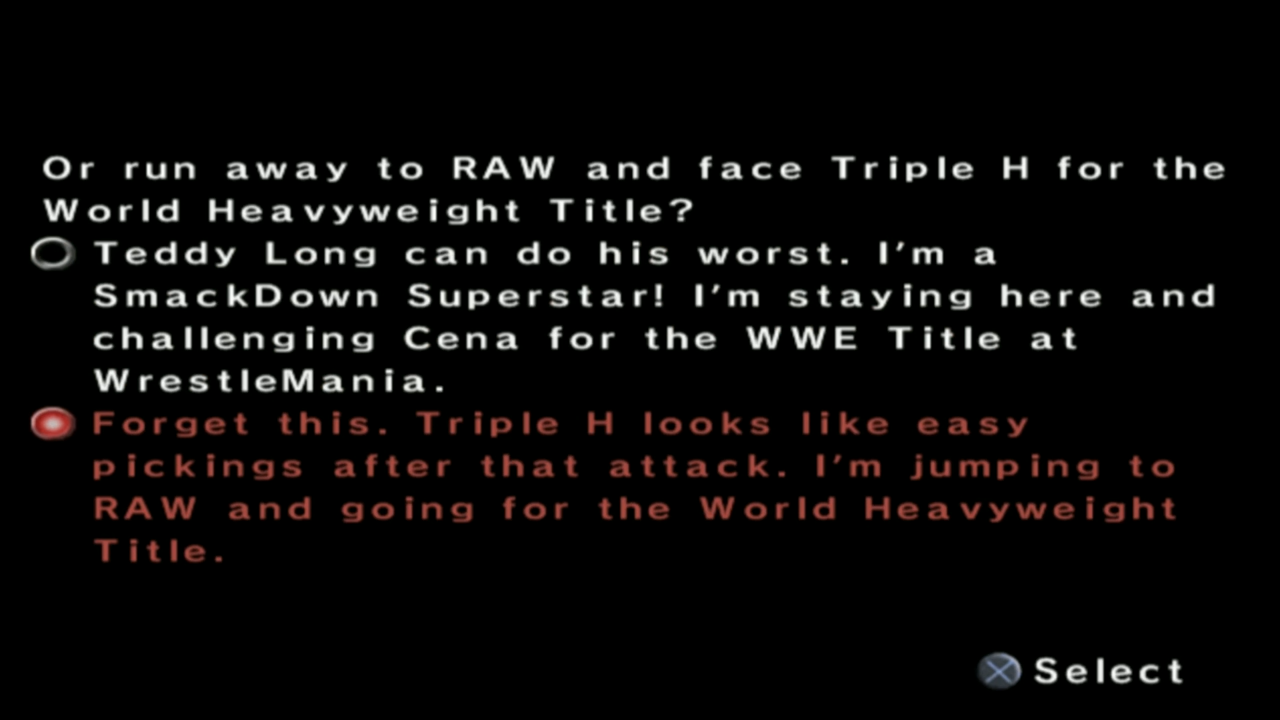 Or run away to RAW and face Triple H for the
World Heavyweight Title?
Teddy Long can do his worst. I'm a
SmackDown Superstar! I'm staying here and
challenging Cena for the WWE Title at
WrestleMania.
Forget this. Triple H looks like easy
pickings after that attack. I'm jumping to
RAW and going for the World Heavyweight
Title.
Select